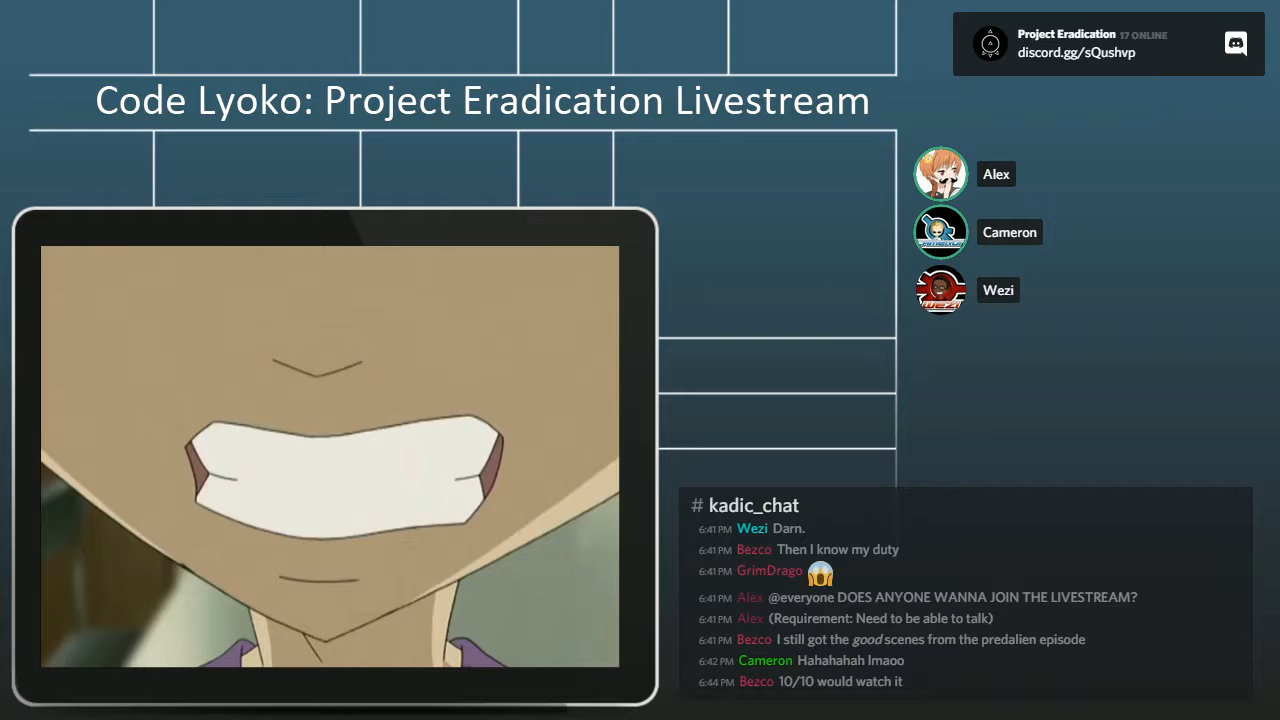 Project Eradication 17 ONLINE
discord.gg/sQushvp
Code Lyoko: Project Eradication Livestream
Alex
Cameron
Wezi
WEZI
# kadic_chat
6:41 PM Wezi Darn.
6:41 PM Bezco Then I know my duty
6:41 PM GrimDrago 😱
6:41 PM Alex @everyone DOES ANYONE WANNA JOIN THE LIVESTREAM?
6:41 PM Alex (Requirement: Need to be able to talk)
6:41 PM Bezco I still got the good scenes from the predalien episode
6:42 PM Cameron Hahahahah lmaoo
6:44 PM Bezco 10/10 would watch it